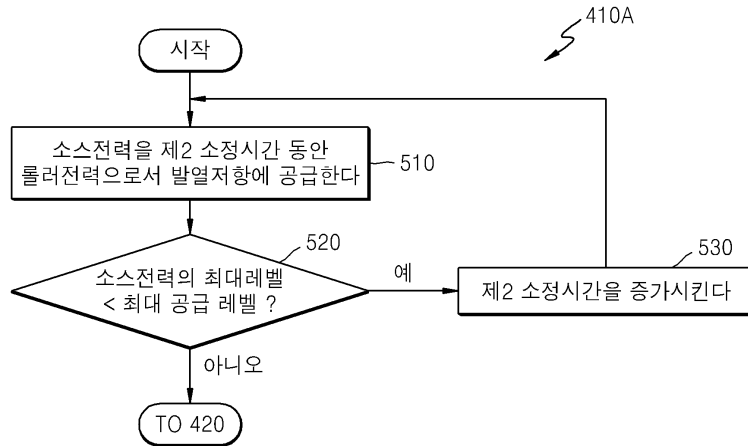 410A
시작
소스전력을 제2 소정시간 동안
롤러전력으로서 발열저항에 공급한다
510
520
소스전력의 최대레벨
< 최대 공급 레벨 ?
예
530
제2 소정시간을 증가시킨다
아니오
TO 420